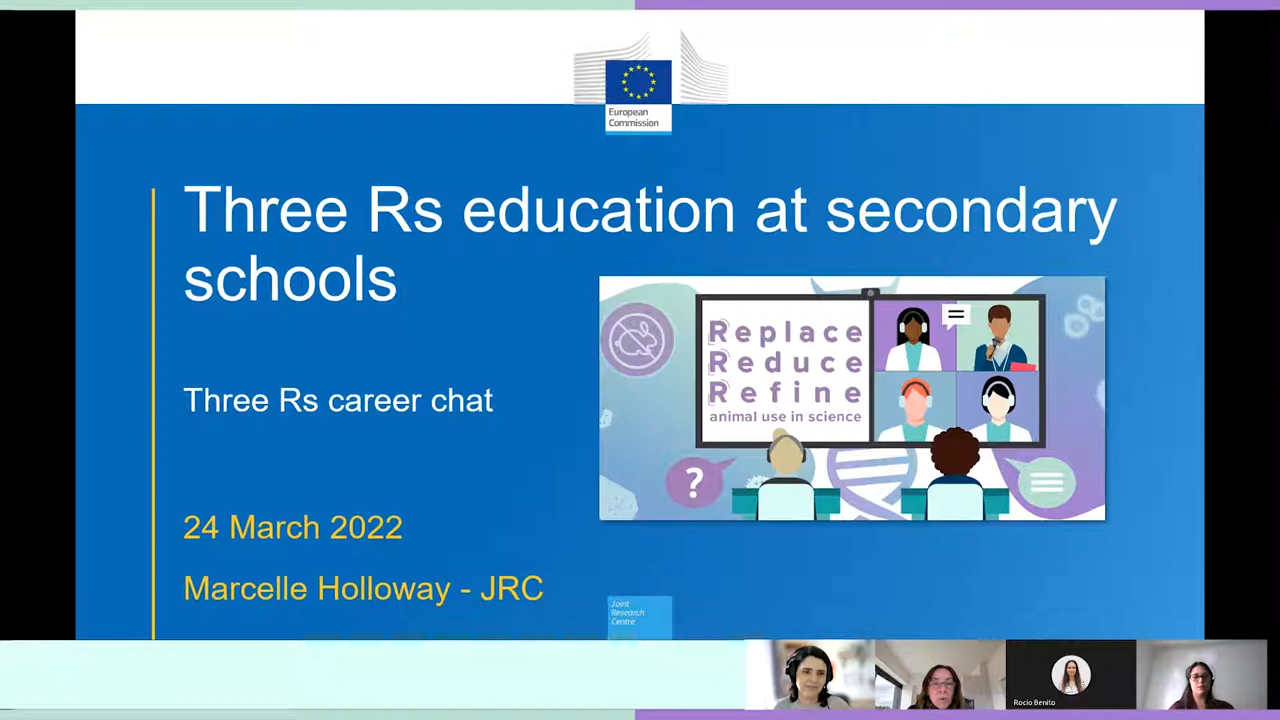 European
Commission
Three Rs education at secondary
schools
Replace
Reduce
Refine
animal use in science
?
Three Rs career chat
24 March 2022
Marcelle Holloway - JRC
Joint
Research
Centre
Rocio Benito